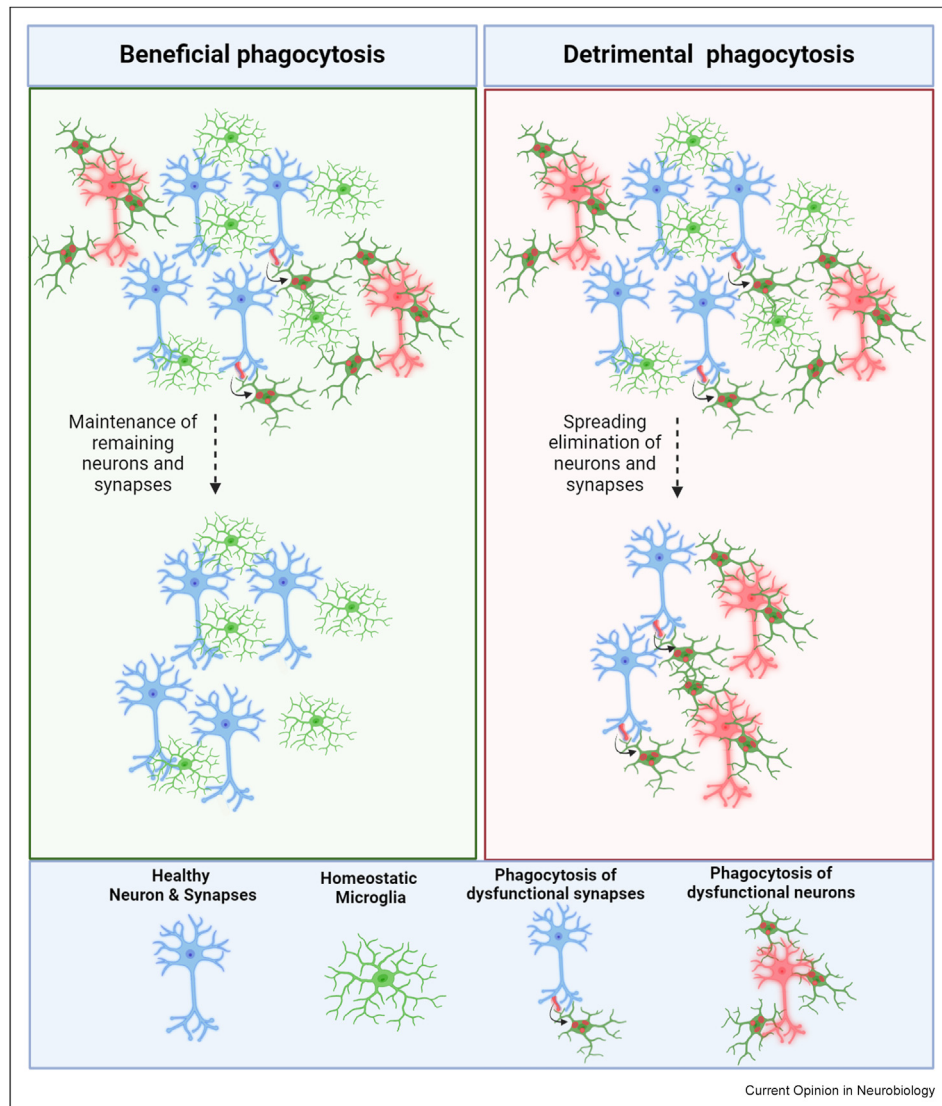 Beneficial phagocytosis
Detrimental phagocytosis
Maintenance of
remaining
neurons and
synapses
Spreading
elimination of
neurons and
synapses
Healthy
Neuron & Synapses
Homeostatic
Microglia
Phagocytosis of
dysfunctional synapses
Phagocytosis of
dysfunctional neurons
Current Opinion in Neurobiology